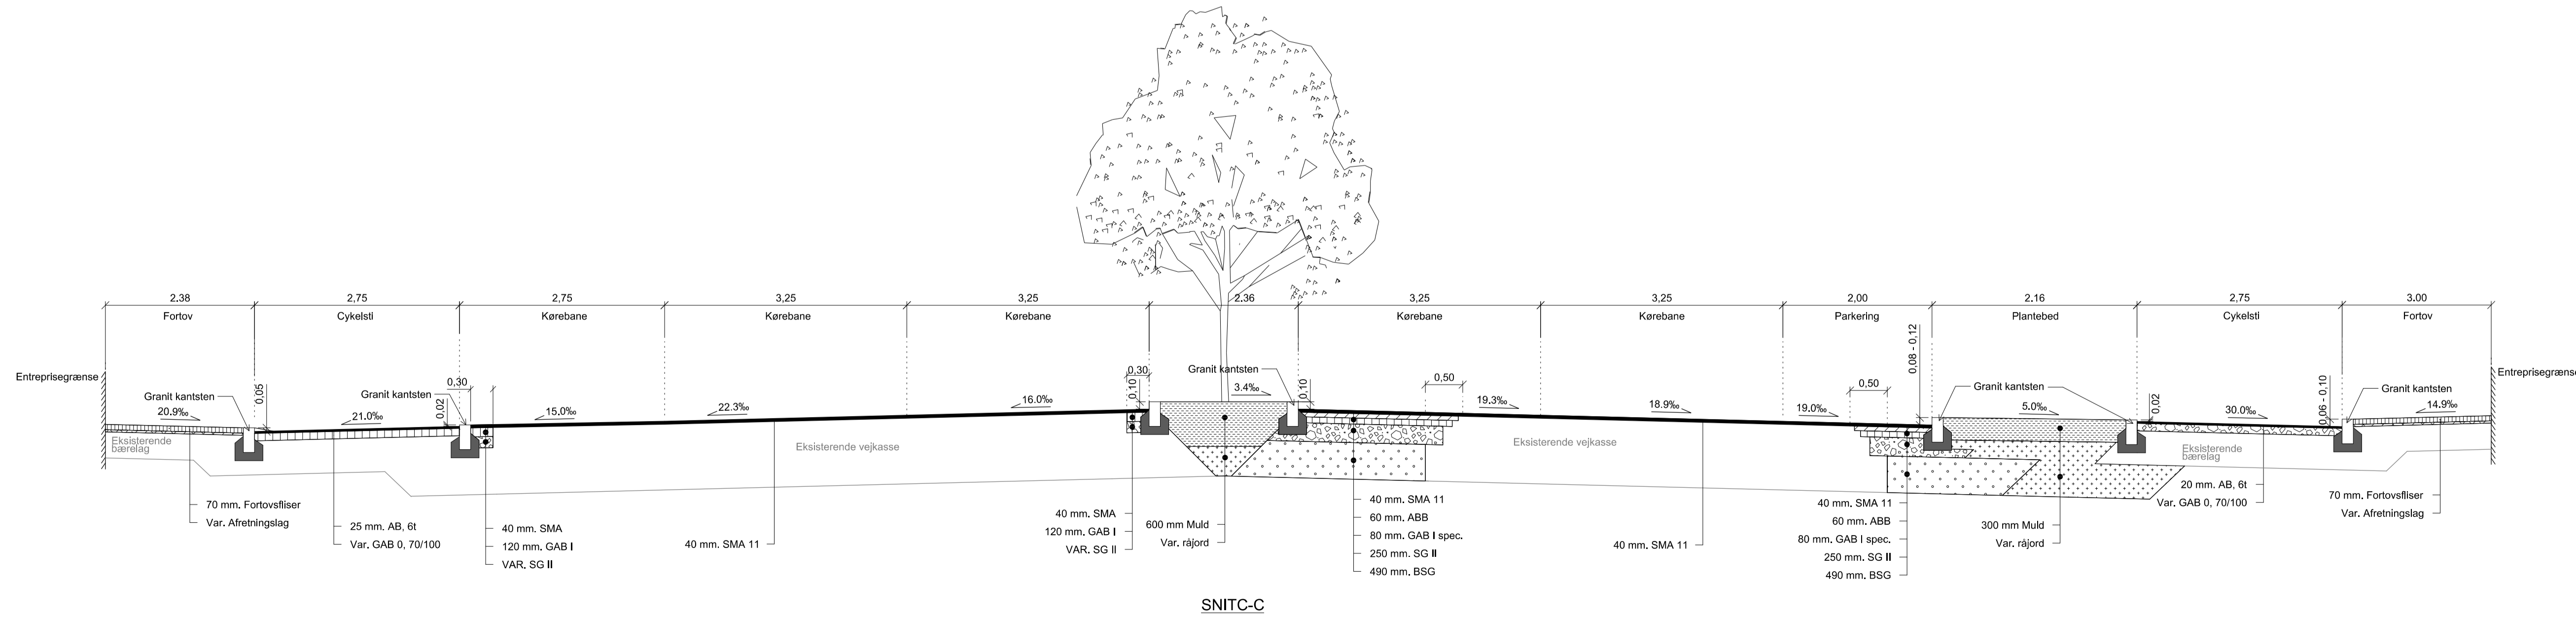 2.38
2,75
2,75
3,25
3,25
2.36
3,25
3,25
2,00
2.16
2,75
3.00
Fortov
Cykelsti
Kørebane
Kørebane
Kørebane
Kørebane
Kørebane
Parkering
Plantebed
Cykelsti
Fortov
Entreprisegrænse
Granit kantsten
0,05
Granit kantsten
0,30
0,02
0,30
0,10
Granit kantsten
0,10
0,50
0,50
0,08 - 0,12
Granit kantsten
0,02
0,06 - 0,10
Granit kantsten
Entreprisegrænse
20.9‰
21.0‰
15.0‰
22.3‰
16.0‰
3.4‰
19.3‰
18.9‰
19.0‰
5.0‰
30.0‰
14.9‰
Eksisterende
bærelag
Eksisterende vejkasse
Eksisterende vejkasse
Eksisterende
bærelag
70 mm. Fortovsfliser
Var. Afretningslag
25 mm. AB, 6t
Var. GAB 0, 70/100
40 mm. SMA
120 mm. GAB I
VAR. SG II
40 mm. SMA 11
40 mm. SMA
120 mm. GAB I
VAR. SG II
600 mm Muld
Var. råjord
40 mm. SMA 11
60 mm. ABB
80 mm. GAB I spec.
250 mm. SG II
490 mm. BSG
40 mm. SMA 11
40 mm. SMA 11
60 mm. ABB
80 mm. GAB I spec.
250 mm. SG II
490 mm. BSG
300 mm Muld
Var. råjord
20 mm. AB, 6t
Var. GAB 0, 70/100
70 mm. Fortovsfliser
Var. Afretningslag
SNITC-C